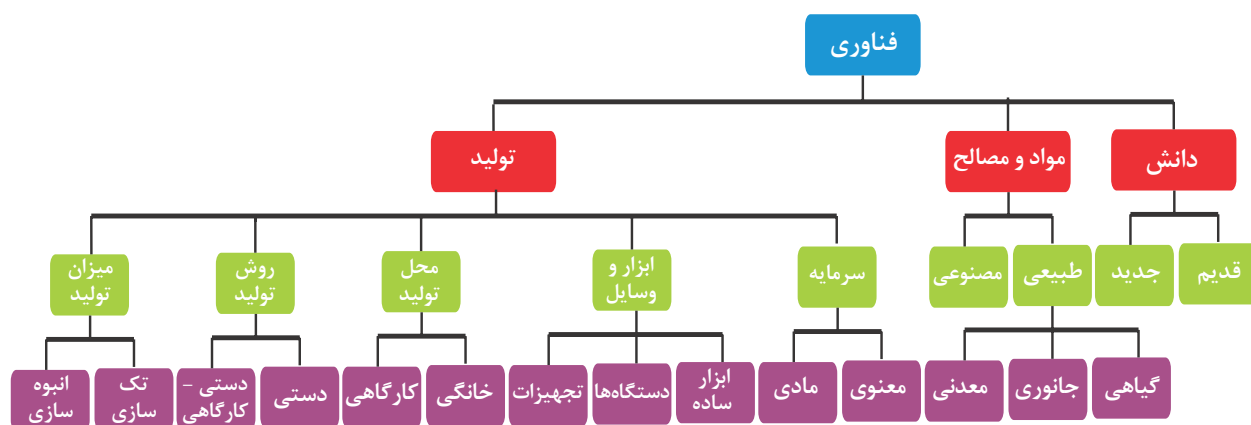 فناوری
دانش
مواد و مصالح
تولید
قدیم
جدید
طبیعی
مصنوعی
سرمایه
ابزار و
وسایل
محل
تولید
روش
تولید
میزان
تولید
گیاهی
جانوری
معدنی
معنوی
مادی
ابزار
ساده
دستگاه‌ها
تجهیزات
خانگی
کارگاهی
دستی
دستی –
کارگاهی
تک
سازی
انبوه
سازی